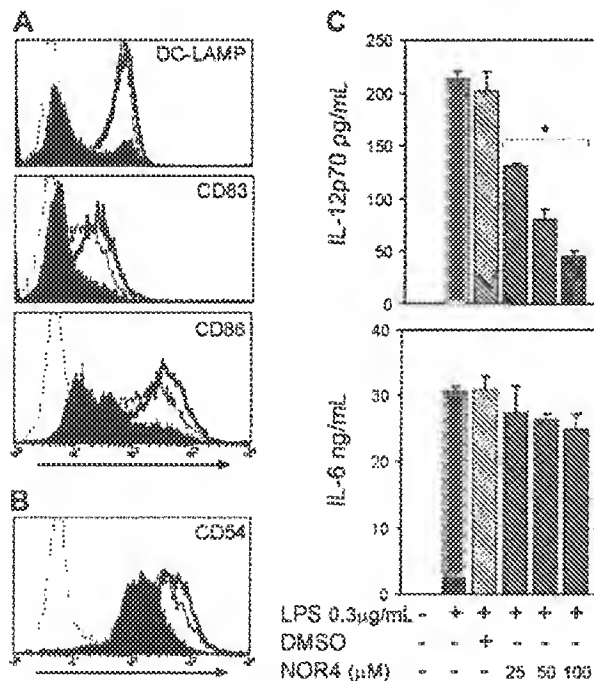 A
DC-LAMP
CD83
CD86
B
CD54
C
IL-12p70 pg/mL
250
200
150
100
50
0
*
IL-6 ng/mL
40
30
20
10
0
LPS 0.3µg/mL - + + + + +
DMSO - - + - - -
NOR4 (µM) - - - 25 50 100